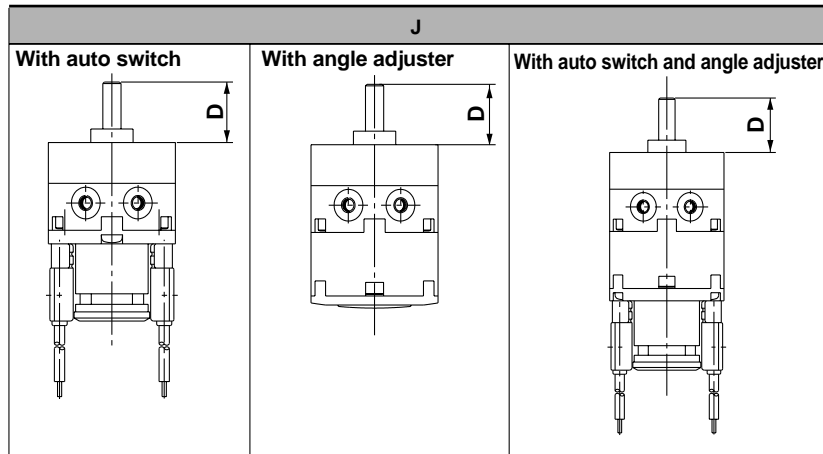 J
With auto switch
With angle adjuster
With auto switch and angle adjuster
D
D
D